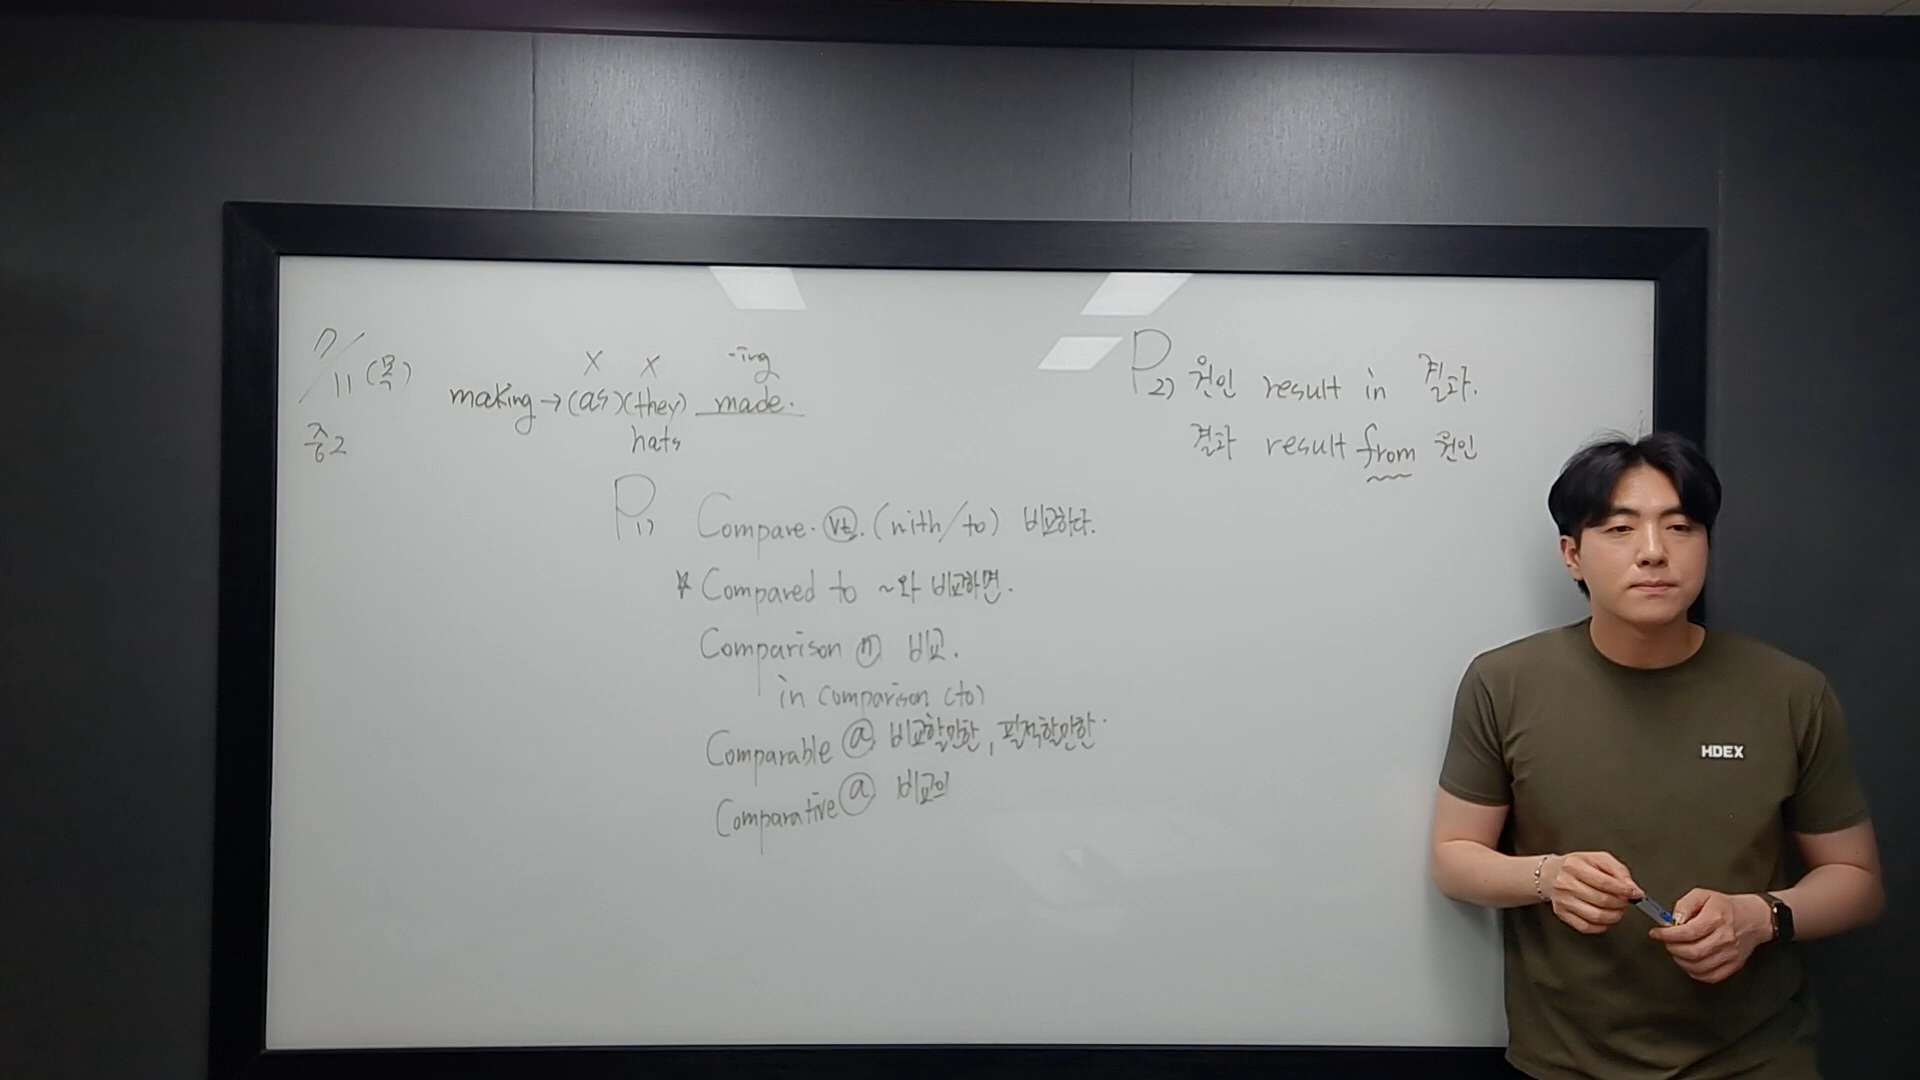 7/11 (목)
중2
X X -ing
making → (as)(they) made.
hats
P 1) Compare. vt. (with/to) 비교하다.
* Compared to ~와 비교하면.
Comparison n 비교.
in comparison (to)
Comparable a 비교할만한, 필적할만한.
Comparative a 비교의
P 2) 원인 result in 결과.
결과 result from 원인
HDEX